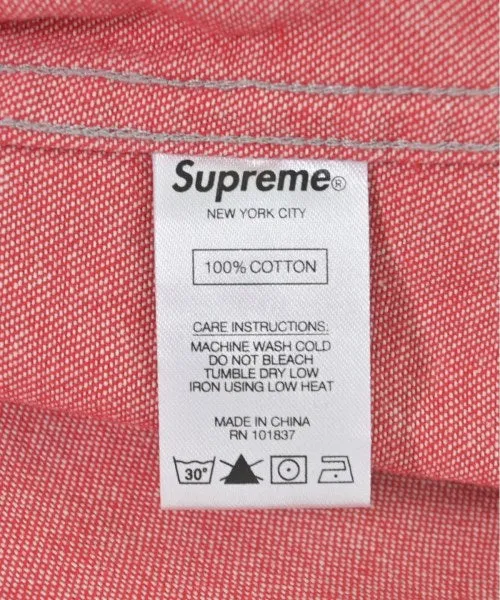 Supreme®
NEW YORK CITY
100% COTTON
CARE INSTRUCTIONS:
MACHINE WASH COLD
DO NOT BLEACH
TUMBLE DRY LOW
IRON USING LOW HEAT
MADE IN CHINA
RN 101837
30°